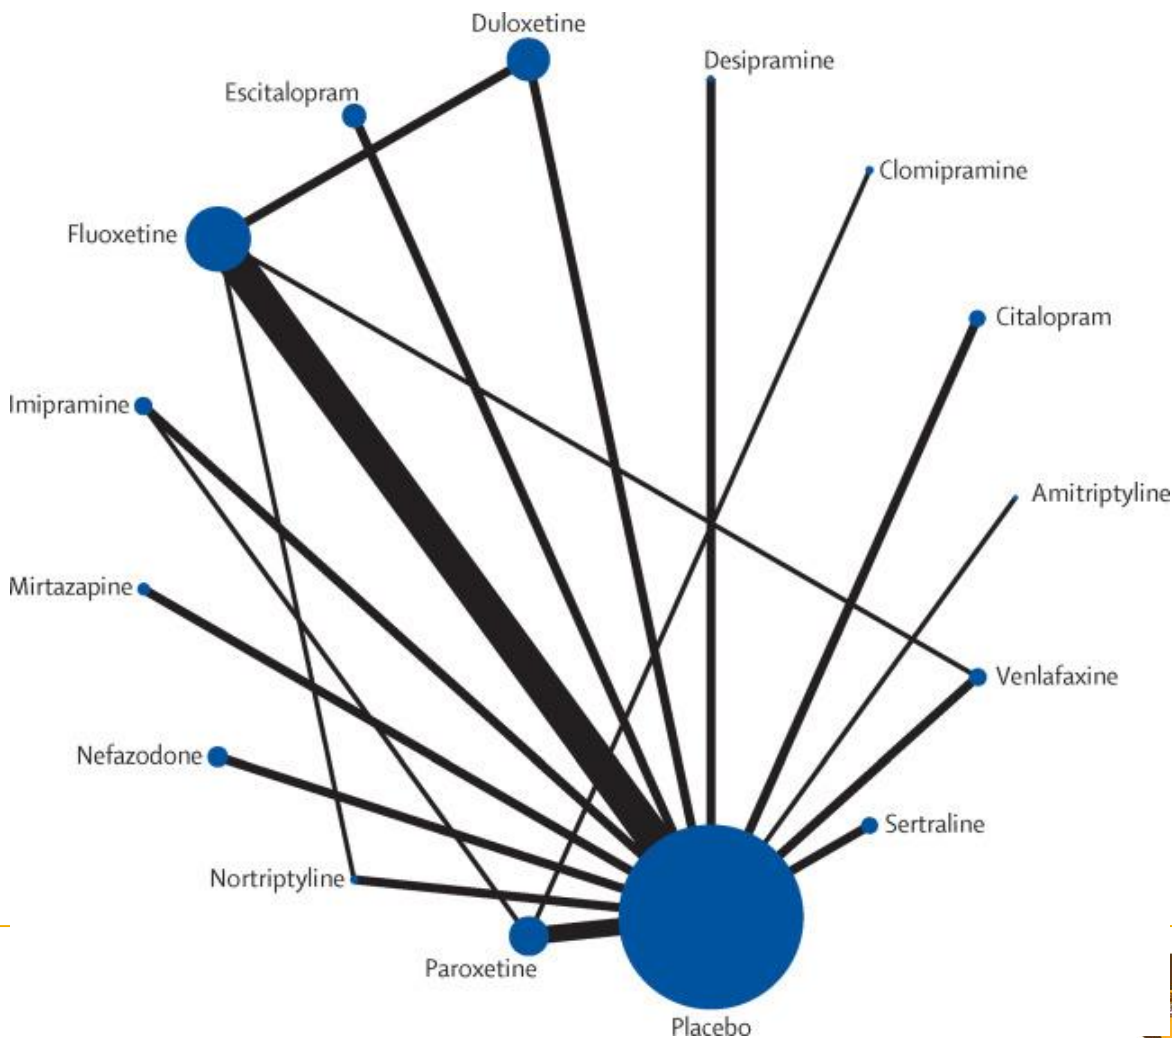 Duloxetine
Desipramine
Escitalopram
Clomipramine
Fluoxetine
Citalopram
Imipramine
Amitriptyline
Mirtazapine
Venlafaxine
Nefazodone
Sertraline
Nortriptyline
Paroxetine
Placebo